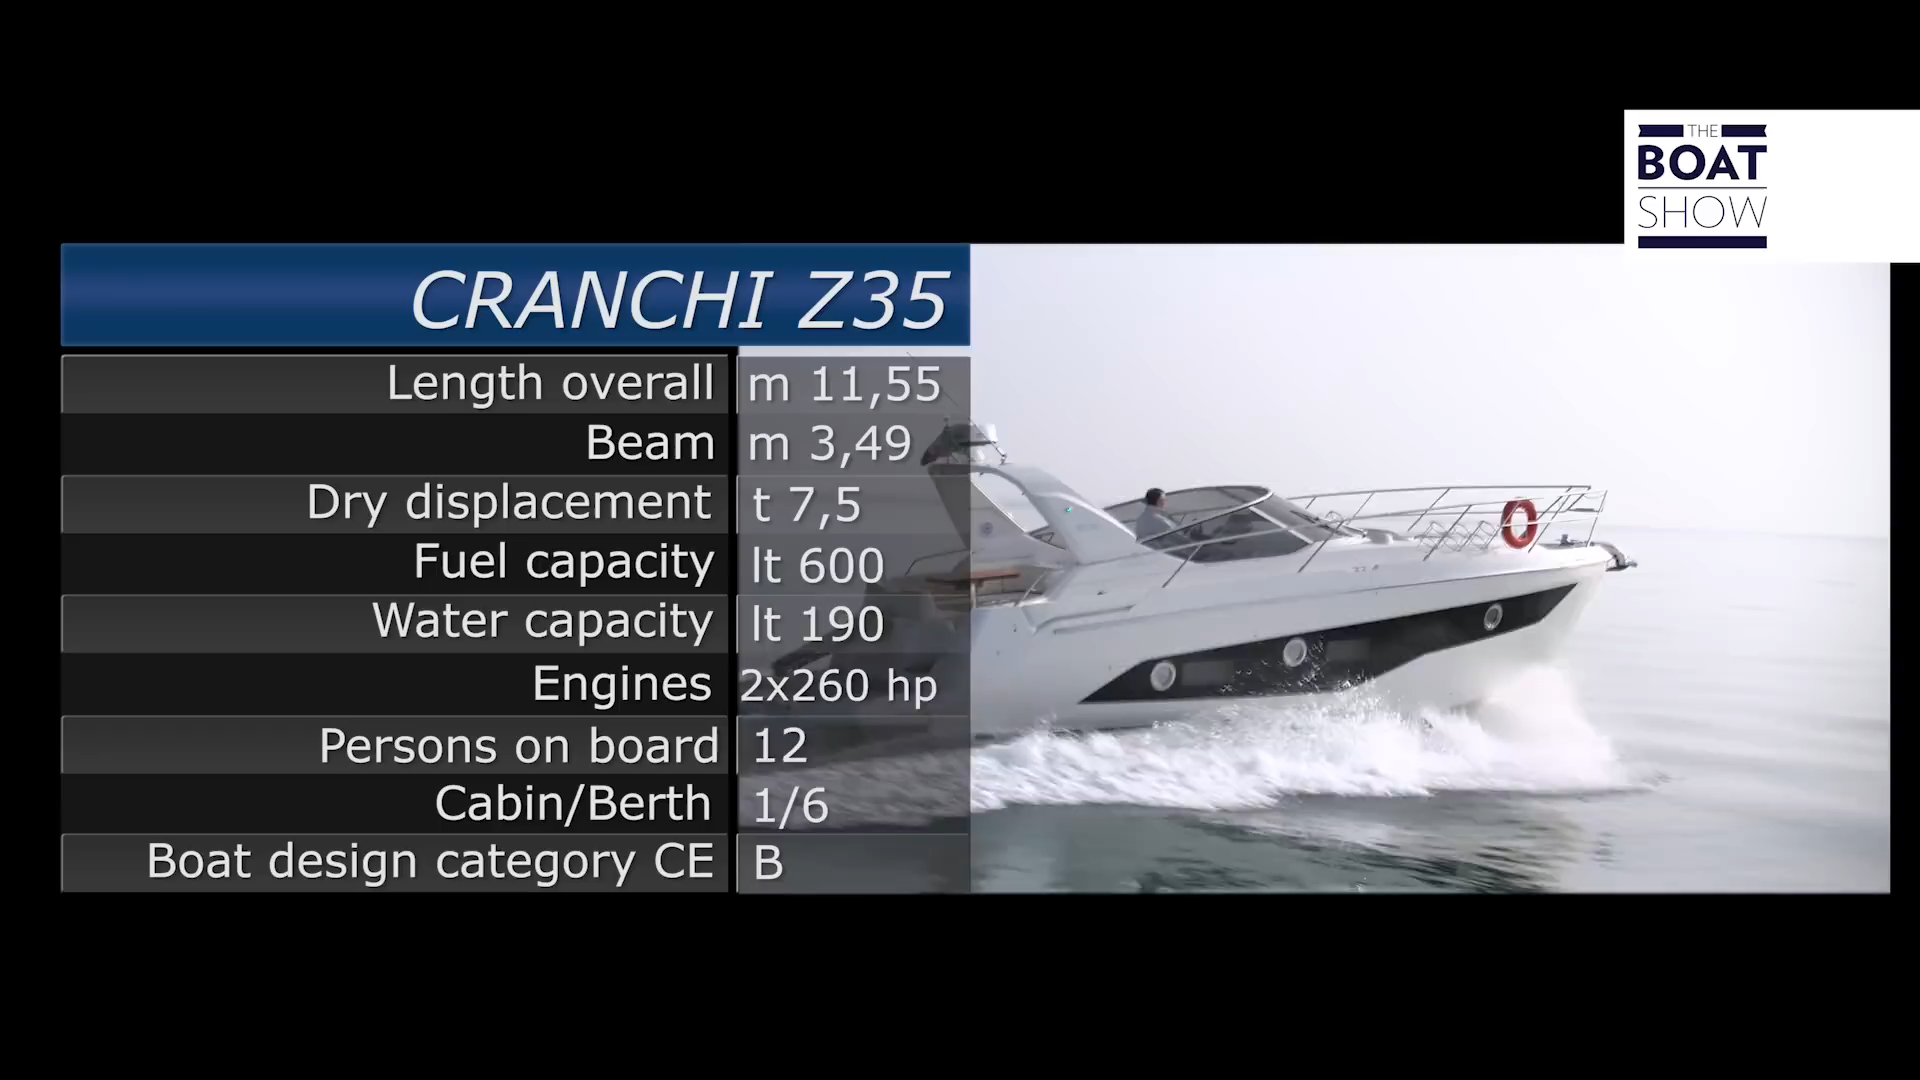 THE
BOAT
SHOW
CRANCHI Z35
Length overall m 11,55
Beam m 3,49
Dry displacement t 7,5
Fuel capacity lt 600
Water capacity lt 190
Engines 2x260 hp
Persons on board 12
Cabin/Berth 1/6
Boat design category CE B